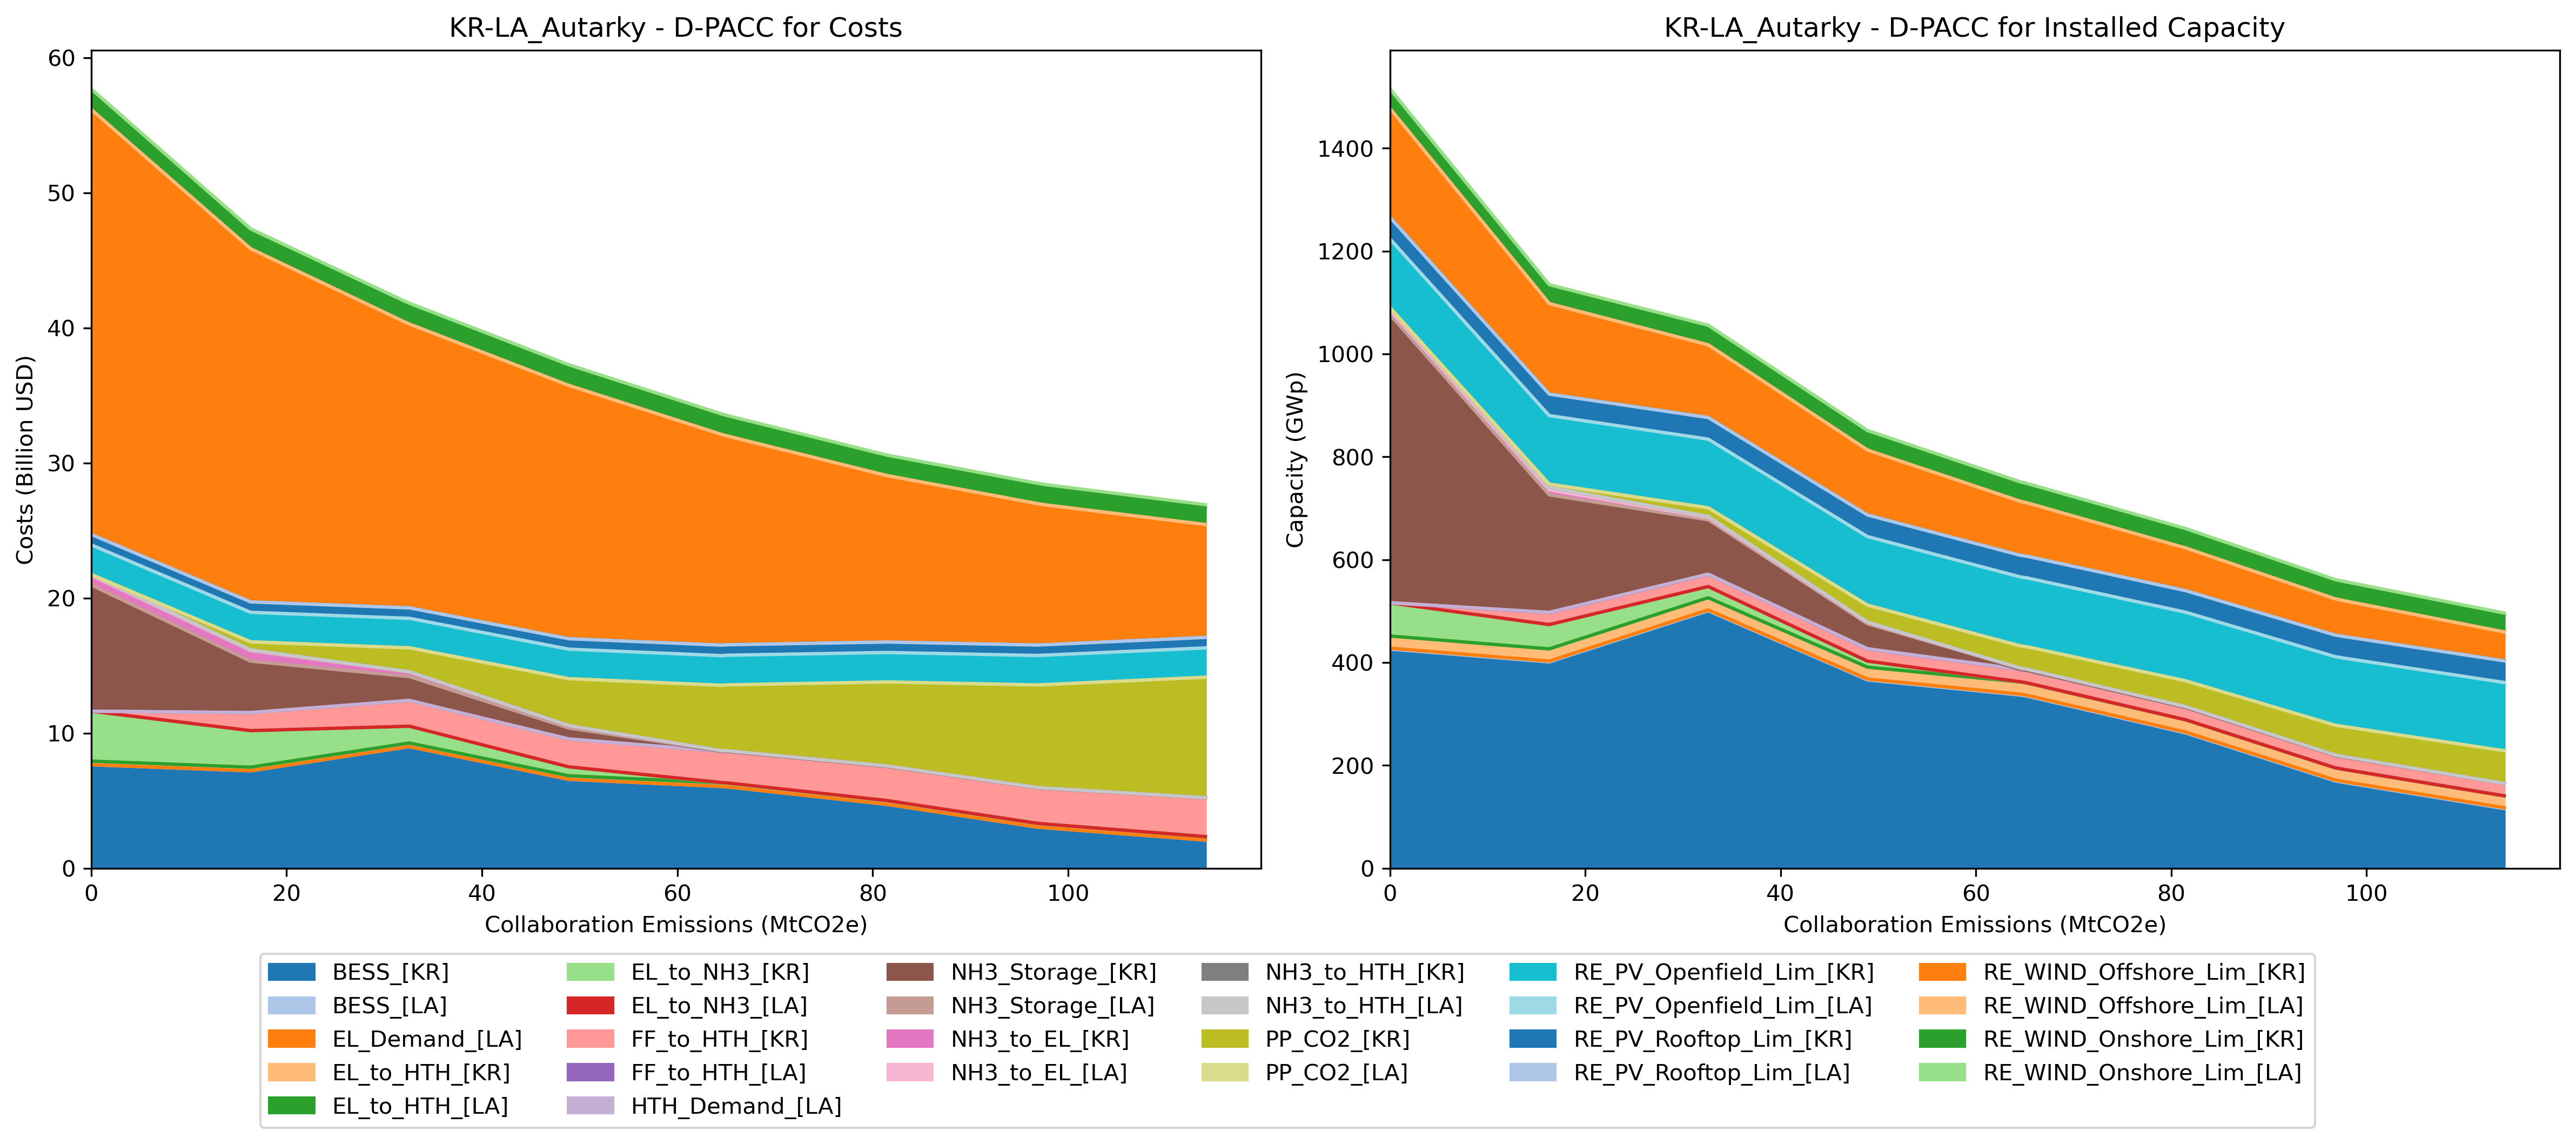 KR-LA_Autarky - D-PACC for Costs
60
50
40
30
20
10
0
Costs (Billion USD)
0 20 40 60 80 100
Collaboration Emissions (MtCO2e)
KR-LA_Autarky - D-PACC for Installed Capacity
1400
1200
1000
800
600
400
200
0
Capacity (GWp)
0 20 40 60 80 100
Collaboration Emissions (MtCO2e)
BESS_[KR]
BESS_[LA]
EL_Demand_[LA]
EL_to_HTH_[KR]
EL_to_HTH_[LA]
EL_to_NH3_[KR]
EL_to_NH3_[LA]
FF_to_HTH_[KR]
FF_to_HTH_[LA]
HTH_Demand_[LA]
NH3_Storage_[KR]
NH3_Storage_[LA]
NH3_to_EL_[KR]
NH3_to_EL_[LA]
NH3_to_HTH_[KR]
NH3_to_HTH_[LA]
PP_CO2_[KR]
PP_CO2_[LA]
RE_PV_Openfield_Lim_[KR]
RE_PV_Openfield_Lim_[LA]
RE_PV_Rooftop_Lim_[KR]
RE_PV_Rooftop_Lim_[LA]
RE_WIND_Offshore_Lim_[KR]
RE_WIND_Offshore_Lim_[LA]
RE_WIND_Onshore_Lim_[KR]
RE_WIND_Onshore_Lim_[LA]